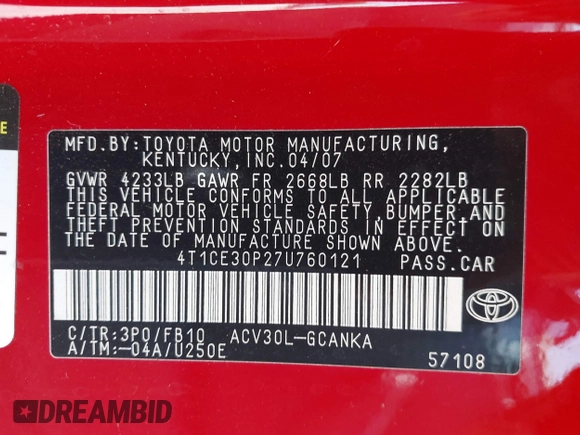 MFD.BY:TOYOTA MOTOR MANUFACTURING,
KENTUCKY,INC.04/07
GVWR 4233LB GAWR FR 2668LB RR 2282LB
THIS VEHICLE CONFORMS TO ALL APPLICABLE
FEDERAL MOTOR VEHICLE SAFETY,BUMPER,AND
THEFT PREVENTION STANDARDS IN EFFECT ON
THE DATE OF MANUFACTURE SHOWN ABOVE.
4T1CE30P27U760121 PASS.CAR
C/TR:3P0/FB10 ACV30L-GCANKA
A/TM:-04A/U250E
57108
TOYOTA
DREAMBID